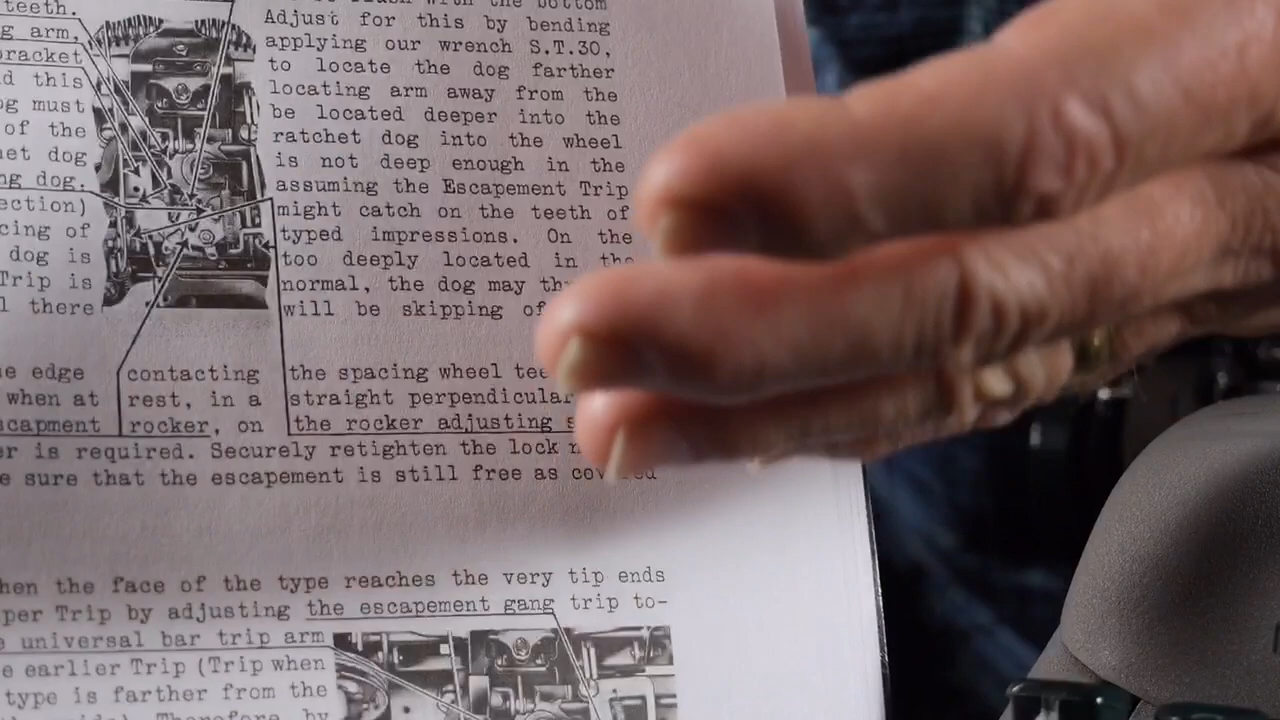 teeth.
g arm,
bracket
d this
og must
of the
et dog
ng dog.
ection)
cing of
dog is
Trip is
l there
the bottom
Adjust for this by bending
applying our wrench S.T.30,
to locate the dog farther
locating arm away from the
be located deeper into the
ratchet dog into the wheel
is not deep enough in the
assuming the Escapement Trip
might catch on the teeth of
typed impressions. On the
too deeply located in the
normal, the dog may th
will be skipping of
e edge contacting the spacing wheel tee
when at rest, in a straight perpendicular
scapment rocker, on the rocker adjusting s
er is required. Securely retighten the lock n
e sure that the escapement is still free as covered
hen the face of the type reaches the very tip ends
per Trip by adjusting the escapement gang trip to-
e universal bar trip arm
e earlier Trip (Trip when
type is farther from the
Therefore, by